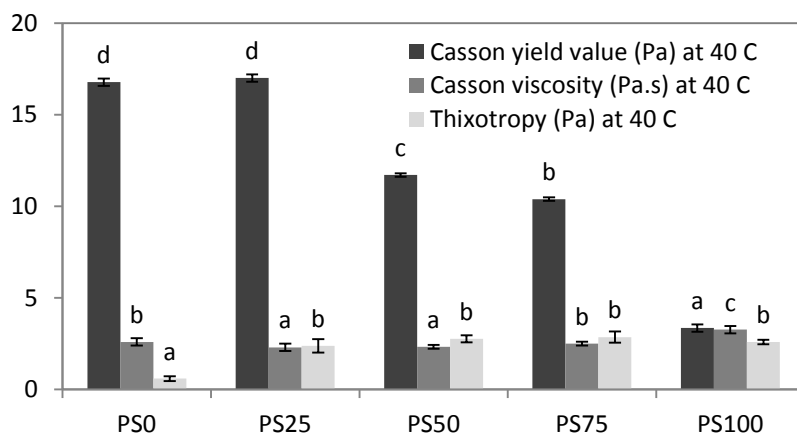 20
15
10
5
0
d
b
a
d
a
b
c
a
b
b
b
b
a
c
b
Casson yield value (Pa) at 40 C
Casson viscosity (Pa.s) at 40 C
Thixotropy (Pa) at 40 C
PS0 PS25 PS50 PS75 PS100